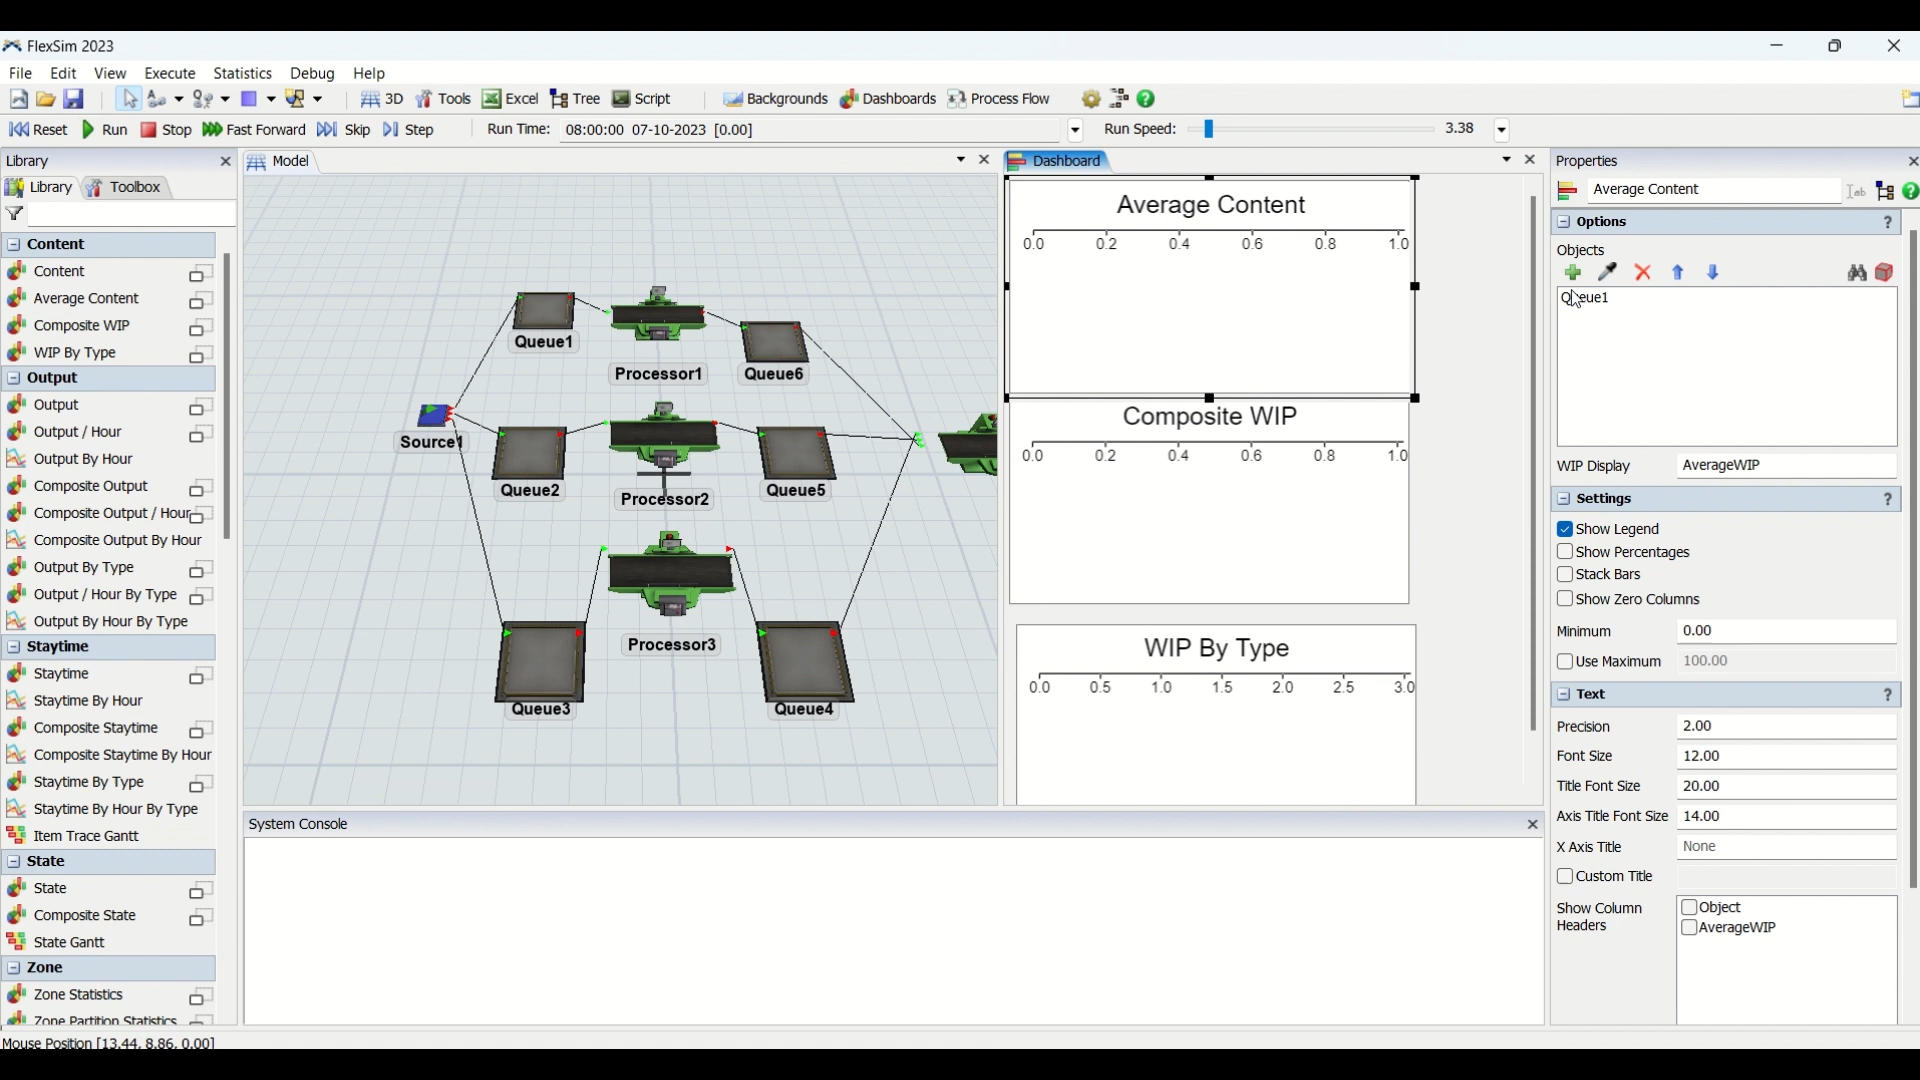 FlexSim 2023
File Edit View Execute Statistics Debug Help
3D Tools Excel Tree Script Backgrounds Dashboards Process Flow
Reset Run Stop Fast Forward Skip Step Run Time: 08:00:00 07-10-2023 [0.00] Run Speed: 3.38
Library
Library Toolbox
Content
Content
Average Content
Composite WIP
WIP By Type
Output
Output
Output / Hour
Output By Hour
Composite Output
Composite Output / Hour
Composite Output By Hour
Output By Type
Output / Hour By Type
Output By Hour By Type
Staytime
Staytime
Staytime By Hour
Composite Staytime
Composite Staytime By Hour
Staytime By Type
Staytime By Hour By Type
Item Trace Gantt
State
State
Composite State
State Gantt
Zone
Zone Statistics
Zone Partition Statistics
Mouse Position [13.44, 8.86, 0.00]
Model
Queue1
Processor1
Queue6
Source1
Queue2
Processor2
Queue5
Processor3
Queue3
Queue4
System Console
Dashboard
Average Content
0.0 0.2 0.4 0.6 0.8 1.0
Composite WIP
0.0 0.2 0.4 0.6 0.8 1.0
WIP By Type
0.0 0.5 1.0 1.5 2.0 2.5 3.0
Properties
Average Content
Options ?
Objects
Queue1
WIP Display AverageWIP
Settings ?
Show Legend
Show Percentages
Stack Bars
Show Zero Columns
Minimum 0.00
Use Maximum 100.00
Text ?
Precision 2.00
Font Size 12.00
Title Font Size 20.00
Axis Title Font Size 14.00
X Axis Title None
Custom Title
Show Column Headers
Object
AverageWIP